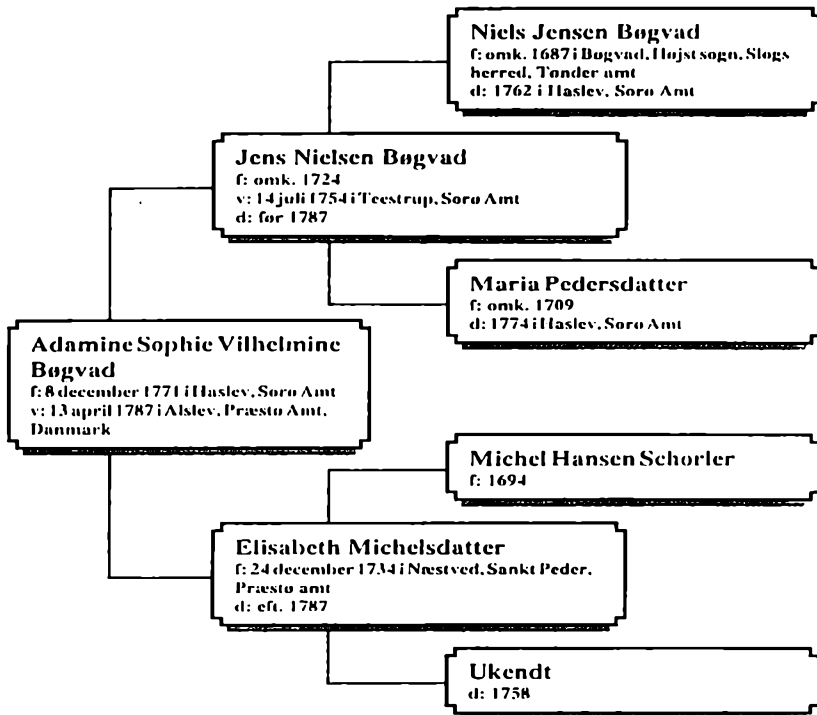 Niels Jensen Bøgvad
f: omk. 1687 i Bøgvad, Højst sogn, Slogs
herred, Tønder amt
d: 1762 i Haslev, Sorø Amt
Jens Nielsen Bøgvad
f: omk. 1724
v: 14 juli 1754 i Teestrup, Sorø Amt
d: før 1787
Maria Pedersdatter
f: omk. 1709
d: 1774 i Haslev, Sorø Amt
Adamine Sophie Vilhelmine
Bøgvad
f: 8 december 1771 i Haslev, Sorø Amt
v: 13 april 1787 i Alslev, Præstø Amt,
Danmark
Michel Hansen Schorler
f: 1694
Elisabeth Michelsdatter
f: 24 december 1734 i Næstved, Sankt Peder,
Præstø amt
d: eft. 1787
Ukendt
d: 1758